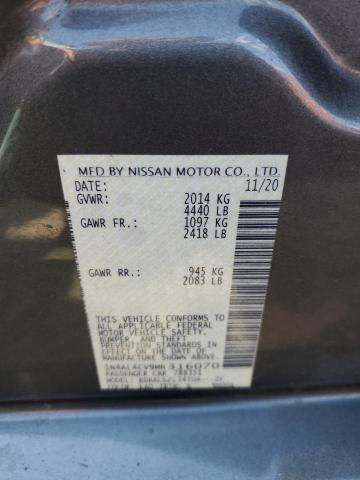 MFD BY NISSAN MOTOR CO., LTD.
DATE: 11/20
GVWR: 2014 KG
4440 LB
GAWR FR.: 1097 KG
2418 LB
GAWR RR.: 945 KG
2083 LB
THIS VEHICLE CONFORMS TO
ALL APPLICABLE U.S. FEDERAL
MOTOR VEHICLE SAFETY,
BUMPER, AND THEFT
PREVENTION STANDARDS IN
EFFECT ON THE DATE OF
MANUFACTURE SHOWN ABOVE.
1N4AL4CV9MN316070
PASSENGER CAR
MODEL: